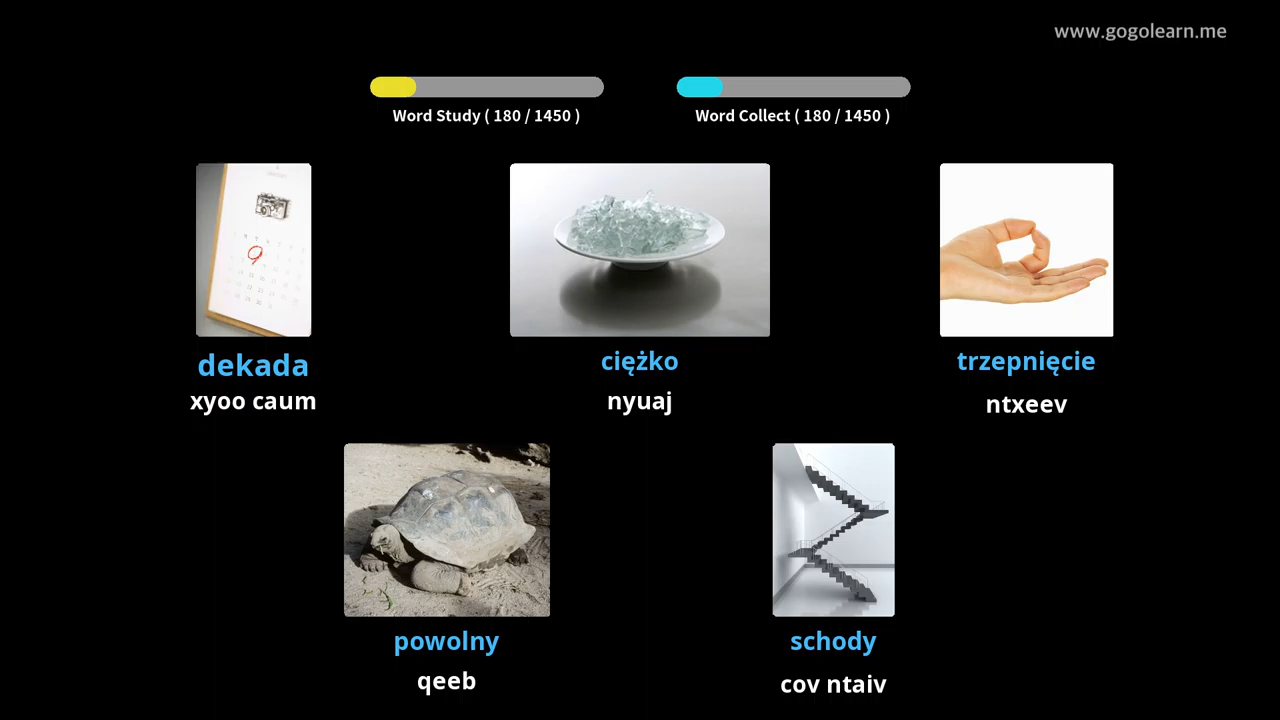 www.gogolearn.me
Word Study ( 180 / 1450 )
Word Collect ( 180 / 1450 )
dekada
xyoo caum
ciężko
nyuaj
trzepnięcie
ntxeev
powolny
qeeb
schody
cov ntaiv